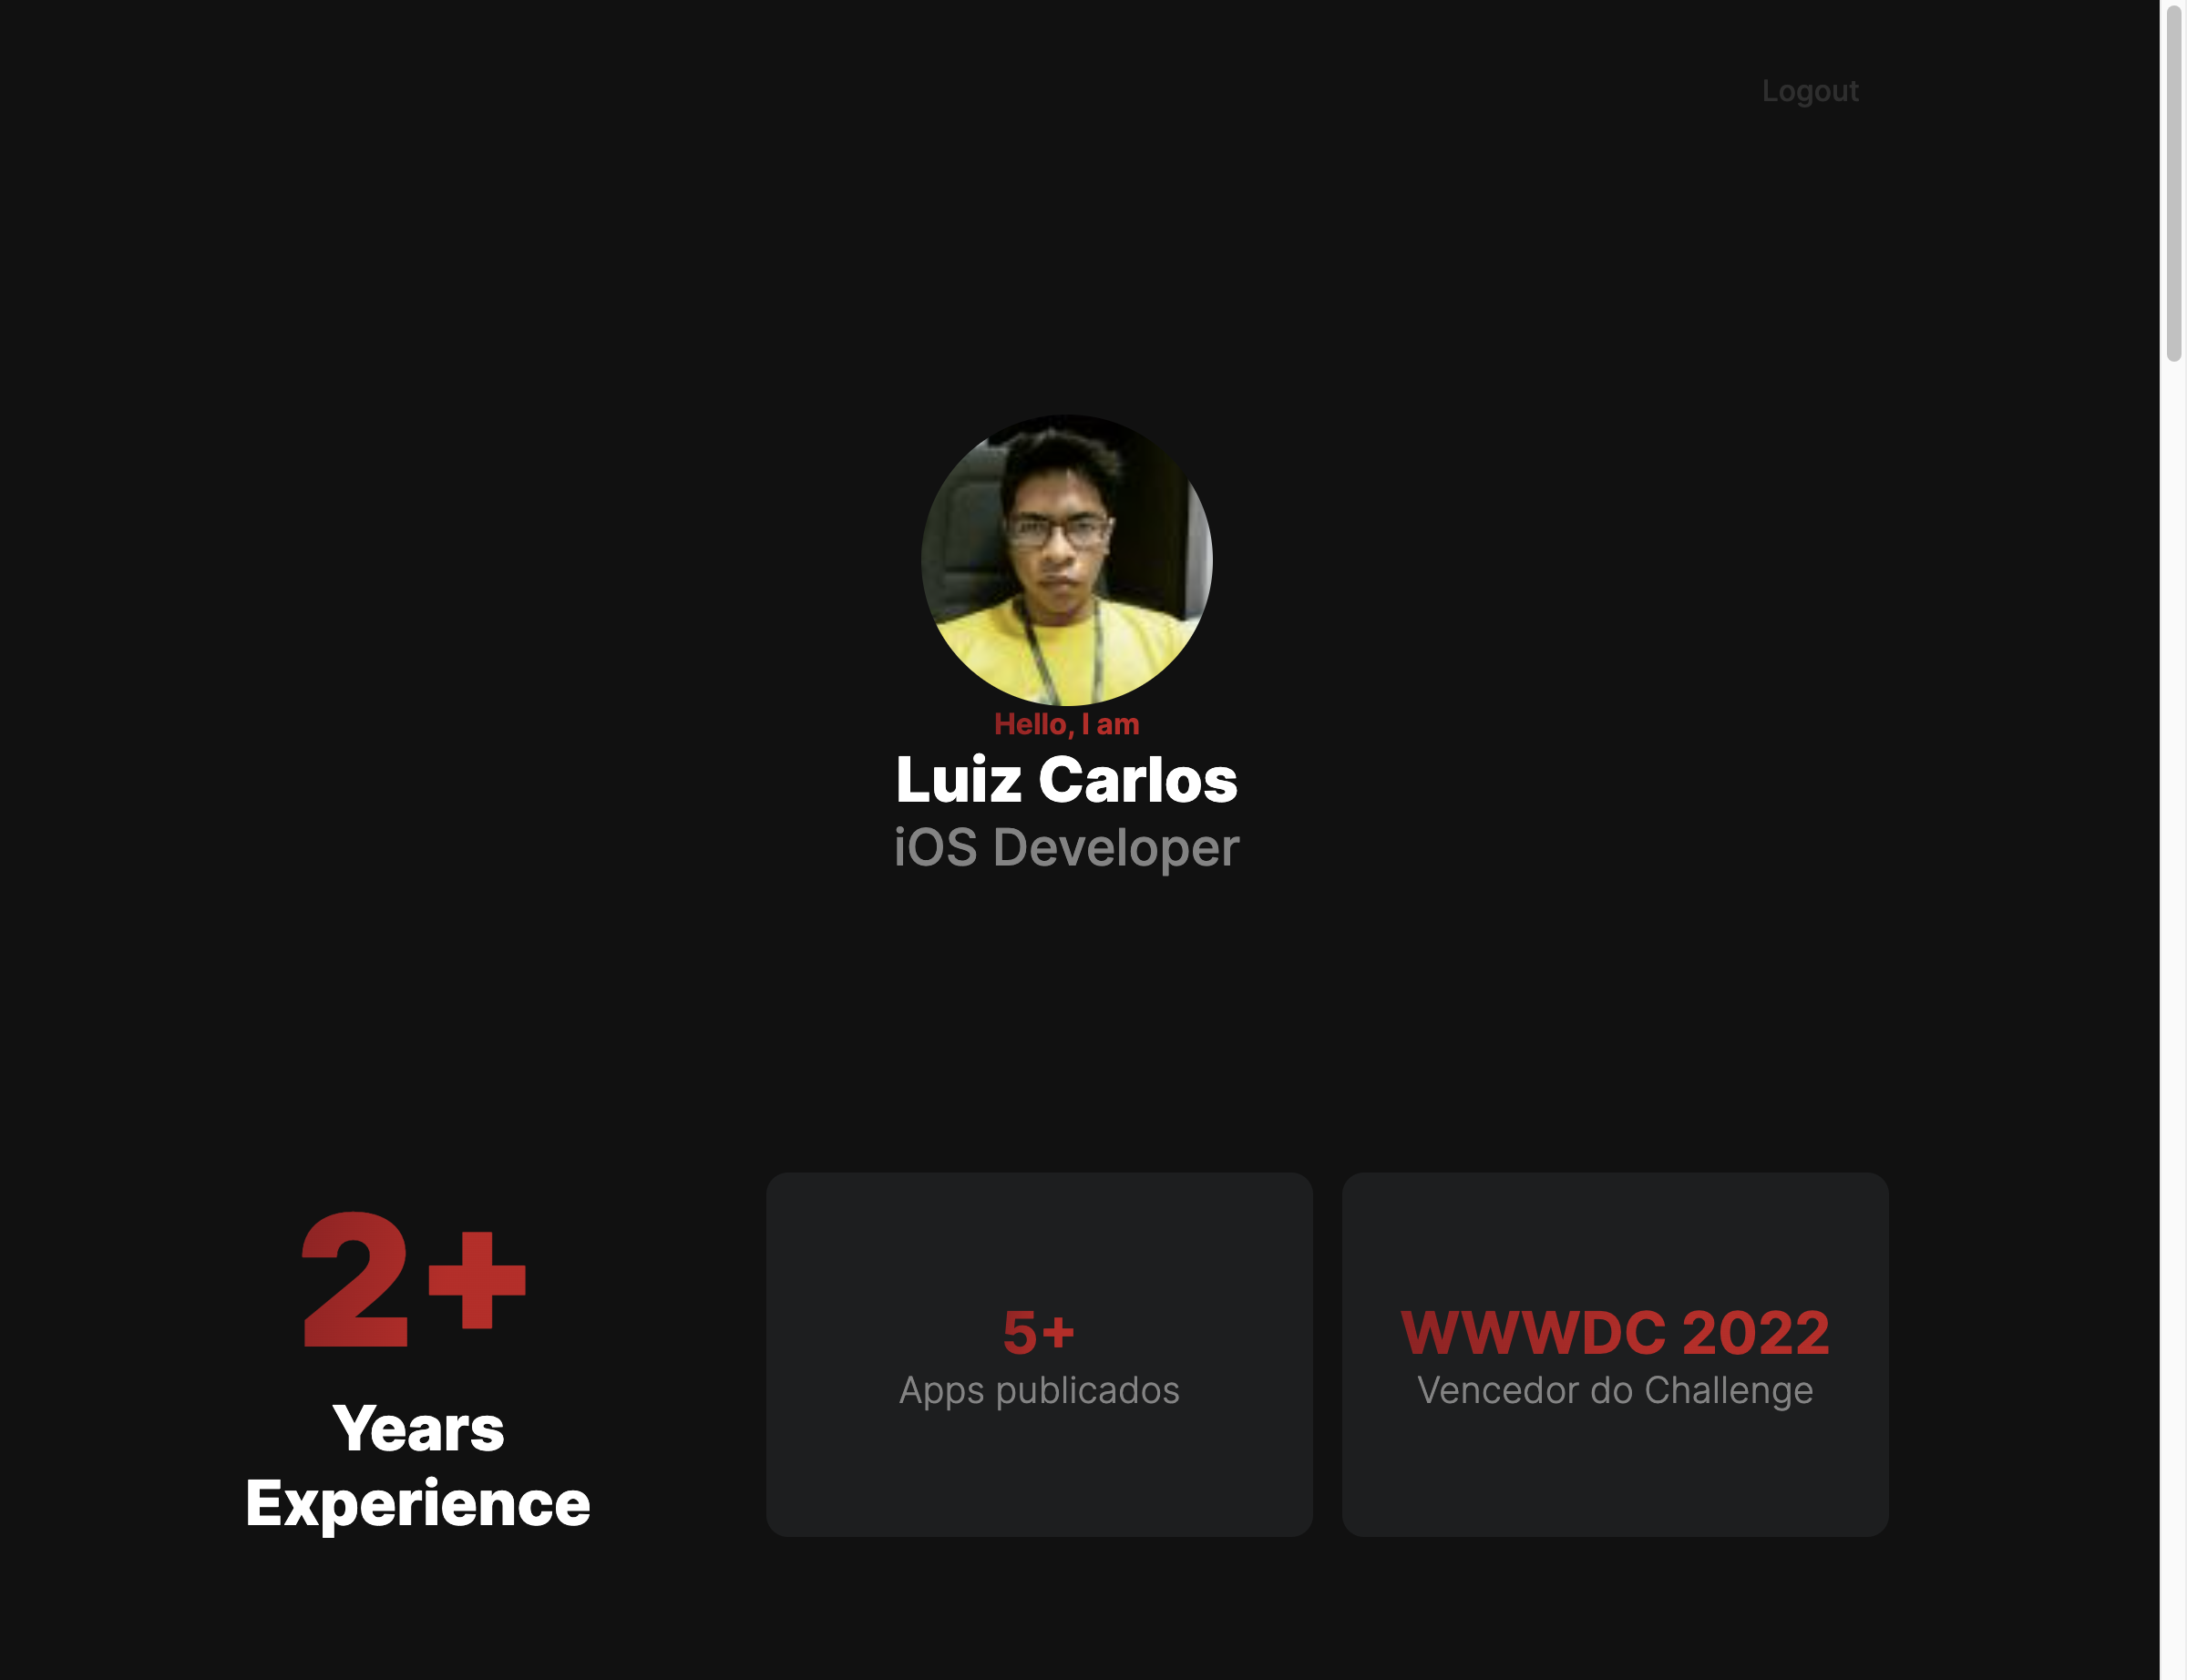 Logout
Hello, I am
Luiz Carlos
iOS Developer
2+
Years
Experience
5+
Apps publicados
WWWDC 2022
Vencedor do Challenge